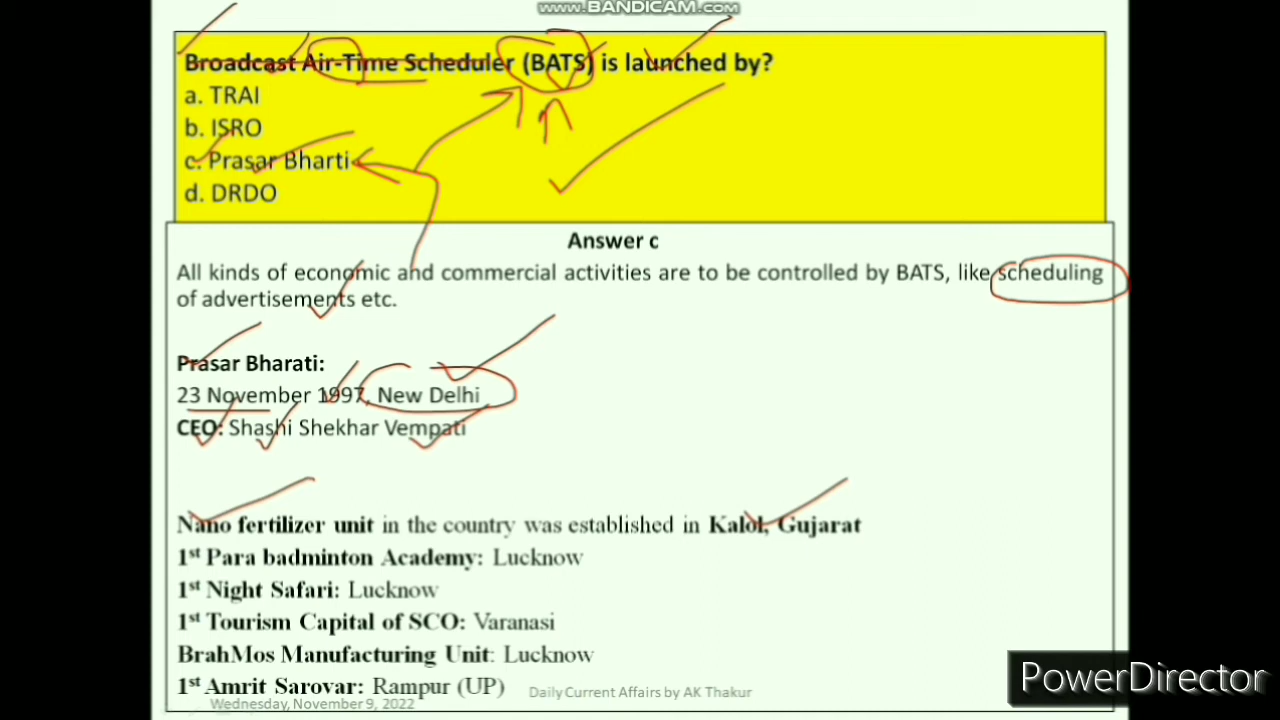 www.BANDICAM.com
Broadcast Air-Time Scheduler (BATS) is launched by?
a. TRAI
b. ISRO
c. Prasar Bharti
d. DRDO
Answer c
All kinds of economic and commercial activities are to be controlled by BATS, like scheduling
of advertisements etc.
Prasar Bharati:
23 November 1997, New Delhi
CEO: Shashi Shekhar Vempati
Nano fertilizer unit in the country was established in Kalol, Gujarat
1st Para badminton Academy: Lucknow
1st Night Safari: Lucknow
1st Tourism Capital of SCO: Varanasi
BrahMos Manufacturing Unit: Lucknow
1st Amrit Sarovar: Rampur (UP)
Daily Current Affairs by AK Thakur
Wednesday, November 9, 2022
PowerDirector